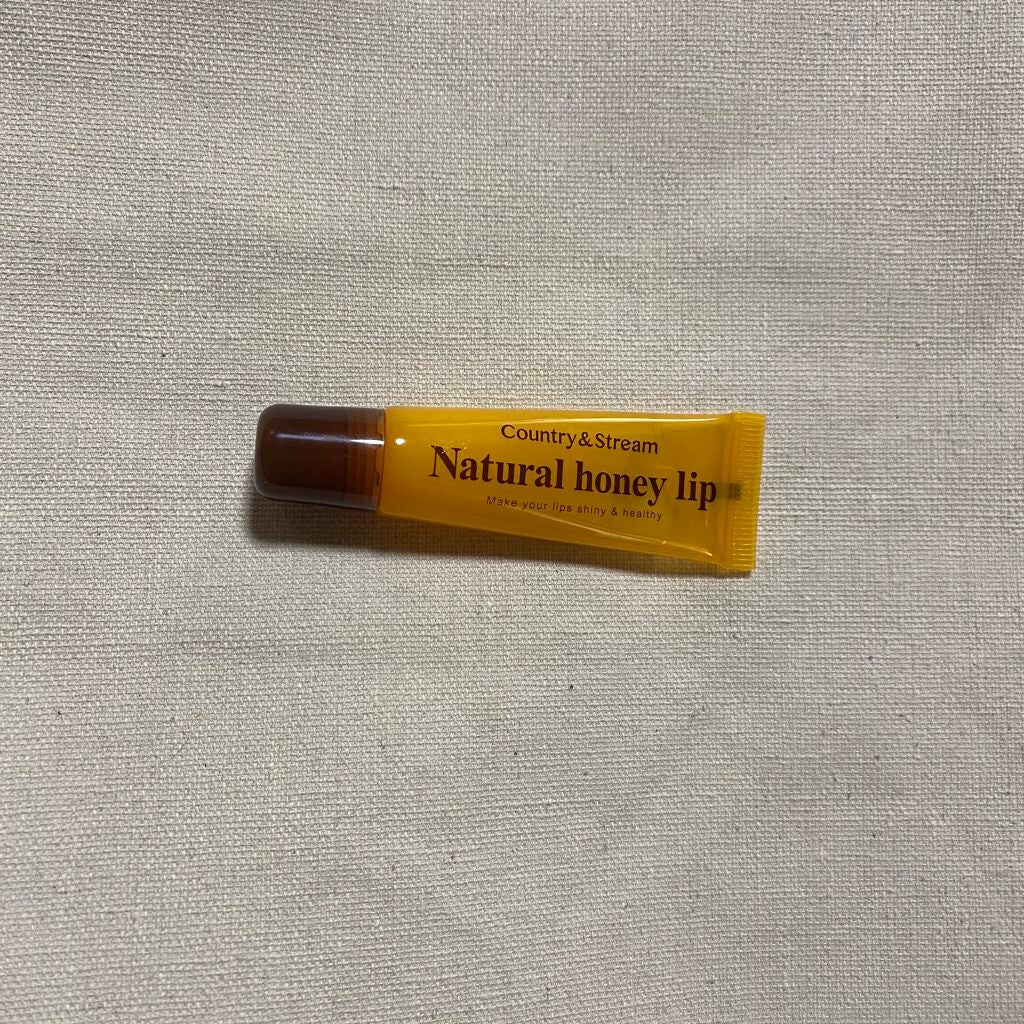 Country&Stream
Natural honey lip
Make your lips shiny & healthy